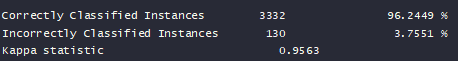 Correctly Classified Instances 3332 96.2449 %
Incorrectly Classified Instances 130 3.7551 %
Kappa statistic 0.9563